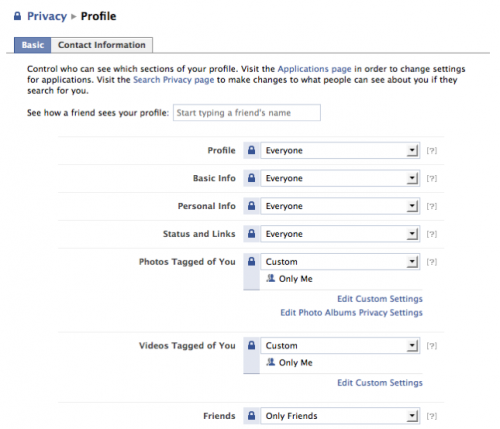 Privacy ▸ Profile
Basic Contact Information
Control who can see which sections of your profile. Visit the Applications page in order to change settings
for applications. Visit the Search Privacy page to make changes to what people can see about you if they
search for you.
See how a friend sees your profile: Start typing a friend's name
Profile Everyone [?]
Basic Info Everyone [?]
Personal Info Everyone [?]
Status and Links Everyone [?]
Photos Tagged of You Custom [?]
Only Me
Edit Custom Settings
Edit Photo Albums Privacy Settings
Videos Tagged of You Custom [?]
Only Me
Edit Custom Settings
Friends Only Friends [?]